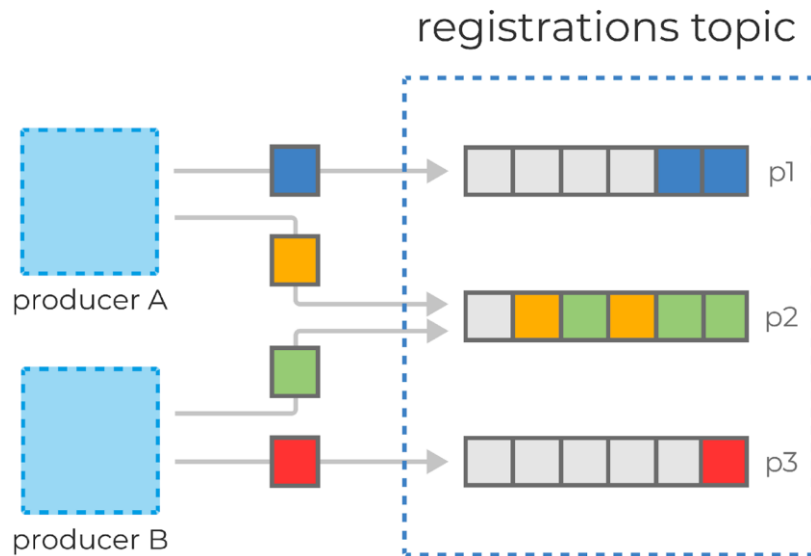 registrations topic
p1
producer A
p2
p3
producer B